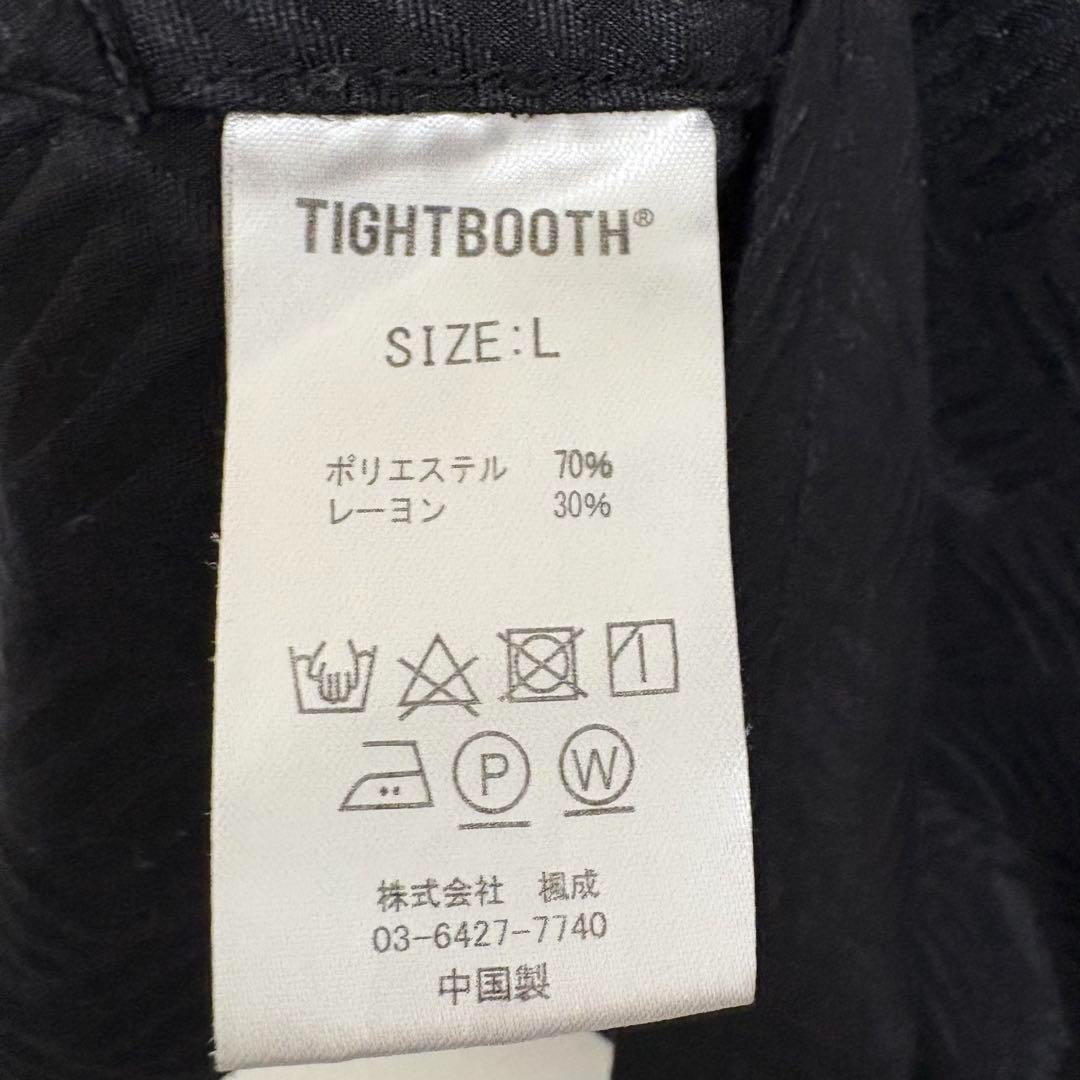 TIGHTBOOTH®
SIZE:L
ポリエステル 70%
レーヨン 30%
P W
株式会社 楓成
03-6427-7740
中国製